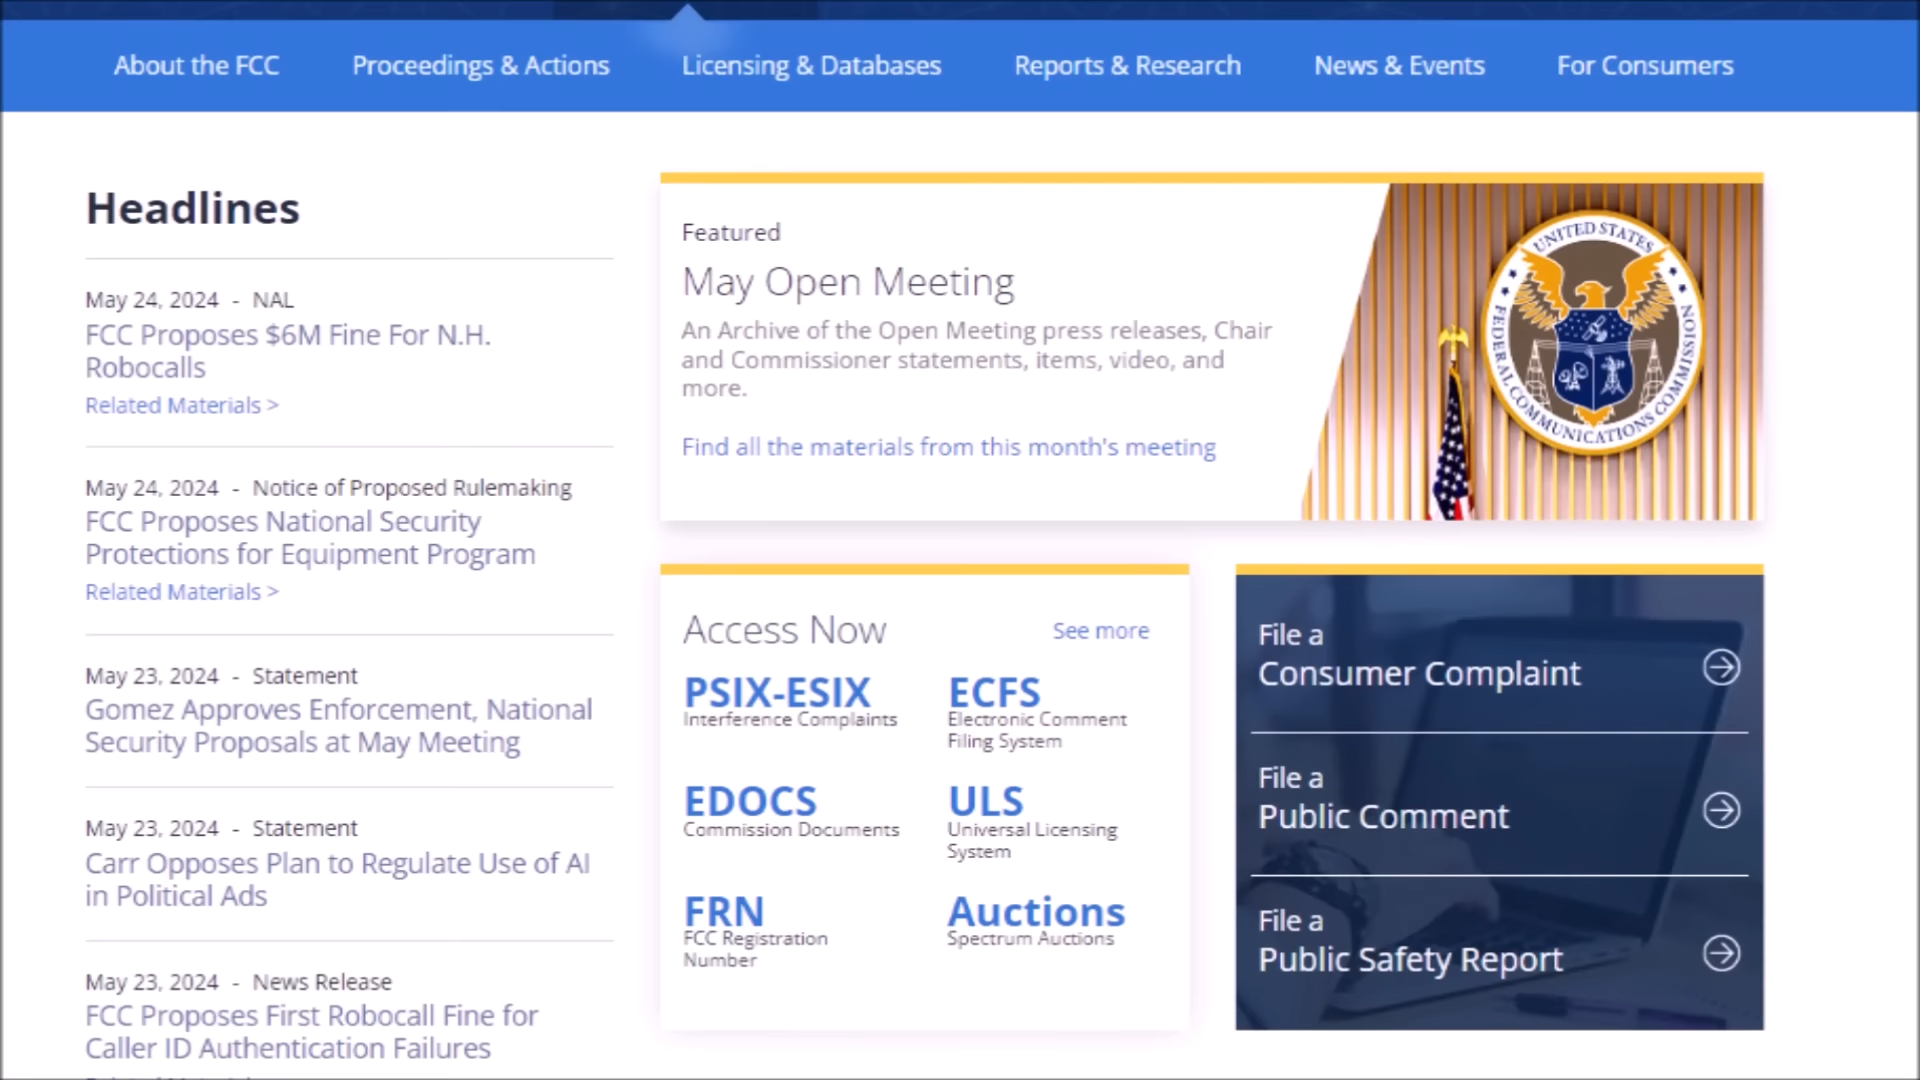 About the FCC
Proceedings & Actions
Licensing & Databases
Reports & Research
News & Events
For Consumers
Headlines
May 24, 2024 - NAL
FCC Proposes $6M Fine For N.H.
Robocalls
Related Materials >
May 24, 2024 - Notice of Proposed Rulemaking
FCC Proposes National Security
Protections for Equipment Program
Related Materials >
May 23, 2024 - Statement
Gomez Approves Enforcement, National
Security Proposals at May Meeting
May 23, 2024 - Statement
Carr Opposes Plan to Regulate Use of AI
in Political Ads
May 23, 2024 - News Release
FCC Proposes First Robocall Fine for
Caller ID Authentication Failures
Featured
May Open Meeting
An Archive of the Open Meeting press releases, Chair
and Commissioner statements, items, video, and
more.
Find all the materials from this month's meeting
UNITED STATES
FEDERAL COMMUNICATIONS COMMISSION
Access Now
See more
PSIX-ESIX
Interference Complaints
ECFS
Electronic Comment
Filing System
EDOCS
Commission Documents
ULS
Universal Licensing
System
FRN
FCC Registration
Number
Auctions
Spectrum Auctions
File a
Consumer Complaint
File a
Public Comment
File a
Public Safety Report